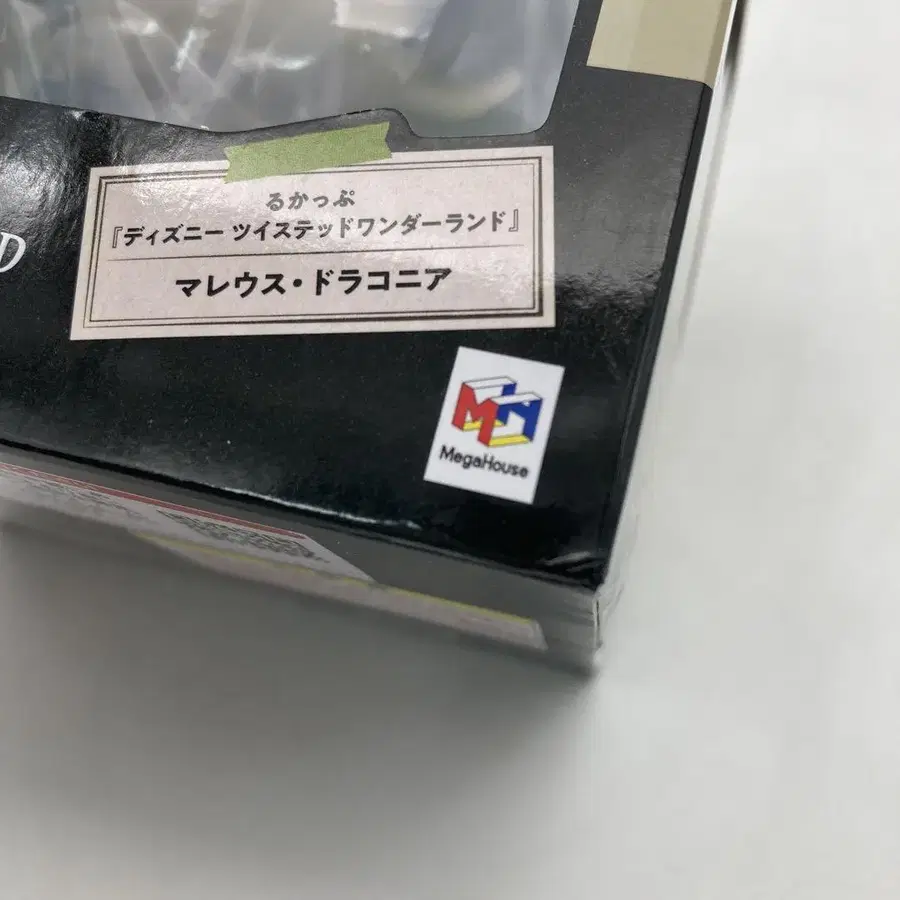 るかっぷ
『ディズニー ツイステッドワンダーランド』
マレウス・ドラコニア
D
MH
MegaHouse